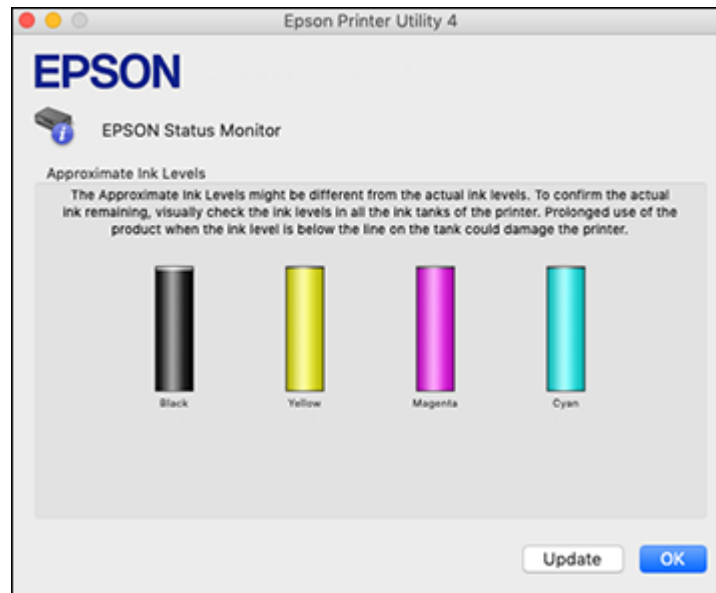 Epson Printer Utility 4
EPSON
EPSON Status Monitor
Approximate Ink Levels
The Approximate Ink Levels might be different from the actual ink levels. To confirm the actual
ink remaining, visually check the ink levels in all the ink tanks of the printer. Prolonged use of the
product when the ink level is below the line on the tank could damage the printer.
Black Yellow Magenta Cyan
Update OK